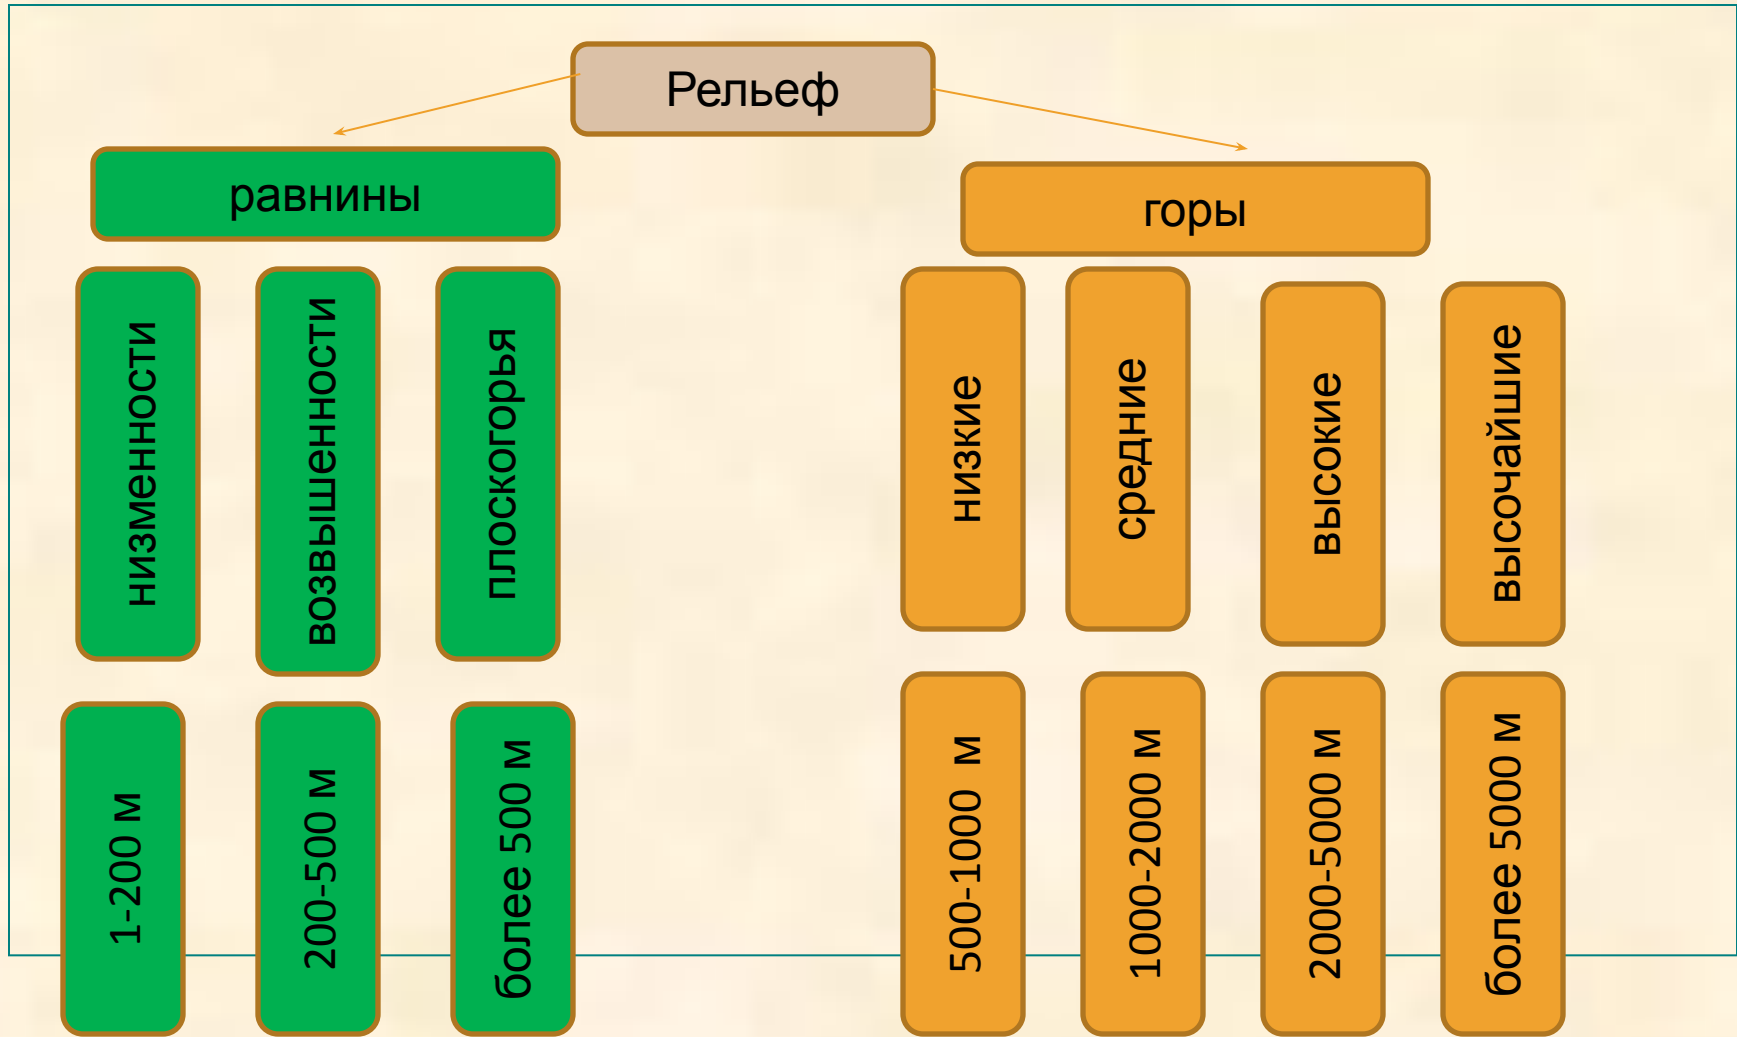 Рельеф
равнины
горы
низменности
возвышенности
плоскогорья
низкие
средние
высокие
высочайшие
1-200 м
200-500 м
более 500 м
500-1000 м
1000-2000 м
2000-5000 м
более 5000 м